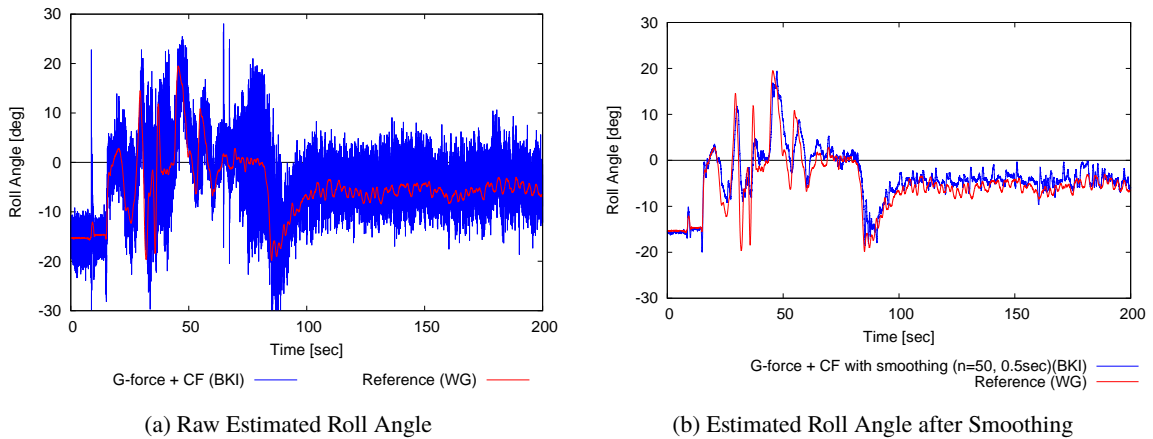 30
20
10
0
-10
-20
-30
Roll Angle [deg]
0
50
100
150
200
Time [sec]
G-force + CF (BKI)
Reference (WG)
(a) Raw Estimated Roll Angle
30
20
10
0
-10
-20
-30
Roll Angle [deg]
0
50
100
150
200
Time [sec]
G-force + CF with smoothing (n=50, 0.5sec)(BKI)
Reference (WG)
(b) Estimated Roll Angle after Smoothing